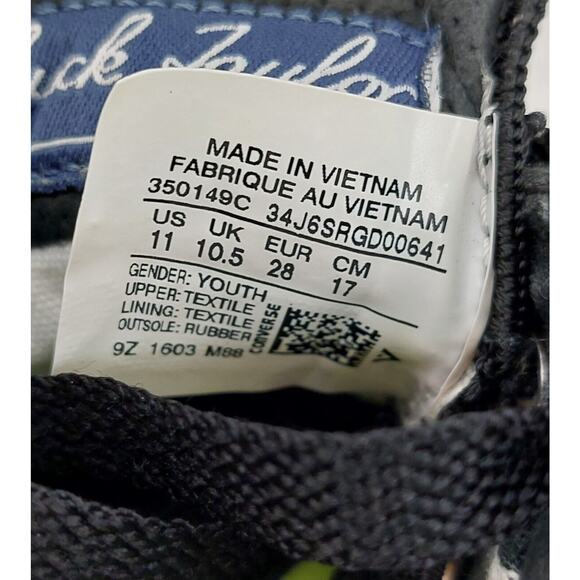 Taylor
MADE IN VIETNAM
FABRIQUE AU VIETNAM
350149C 34J6SRGD00641
US UK EUR CM
11 10.5 28 17
GENDER: YOUTH
UPPER: TEXTILE
LINING: TEXTILE
OUTSOLE: RUBBER
CONVERSE
V
9Z 1603 M88